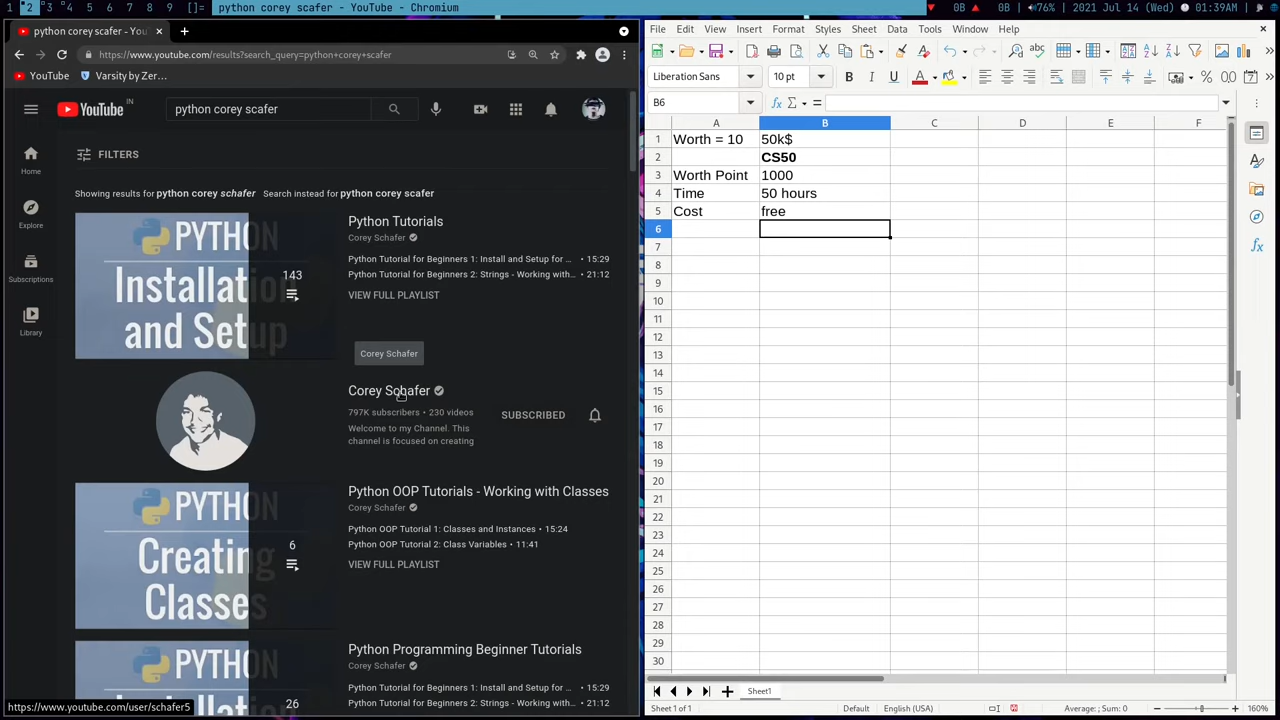 1 2 3 4 5 6 7 8 9 []= python corey scafer - YouTube - Chromium 0B 0B 76% 2021 July 14 (Wed) 01:39AM
python corey scafer - You
https://www.youtube.com/results?search_query=python+corey+scafer
YouTube Varsity by Zer...
YouTube IN python corey scafer
FILTERS
Home
Explore
Subscriptions
Library
Showing results for python corey schafer Search instead for python corey scafer
PYTHON
Installation
and Setup
143
Python Tutorials
Corey Schafer
Python Tutorial for Beginners 1: Install and Setup for ... • 15:29
Python Tutorial for Beginners 2: Strings - Working with... • 21:12
VIEW FULL PLAYLIST
Corey Schafer
Corey Schafer
797K subscribers • 230 videos
Welcome to my Channel. This
channel is focused on creating
SUBSCRIBED
PYTHON
Creating
Classes
6
Python OOP Tutorials - Working with Classes
Corey Schafer
Python OOP Tutorial 1: Classes and Instances • 15:24
Python OOP Tutorial 2: Class Variables • 11:41
VIEW FULL PLAYLIST
PYTHON
26
Python Programming Beginner Tutorials
Corey Schafer
Python Tutorial for Beginners 1: Install and Setup for ... • 15:29
Python Tutorial for Beginners 2: Strings - Working with... • 21:12
https://www.youtube.com/user/schafer5
File Edit View Insert Format Styles Sheet Data Tools Window Help
Liberation Sans 10 pt
B6
A B C D E F
1 Worth = 10 50k$
2 CS50
3 Worth Point 1000
4 Time 50 hours
5 Cost free
6
7
8
9
10
11
12
13
14
15
16
17
18
19
20
21
22
23
24
25
26
27
28
29
30
Sheet1
Sheet 1 of 1 Default English (USA) Average: ; Sum: 0 160%